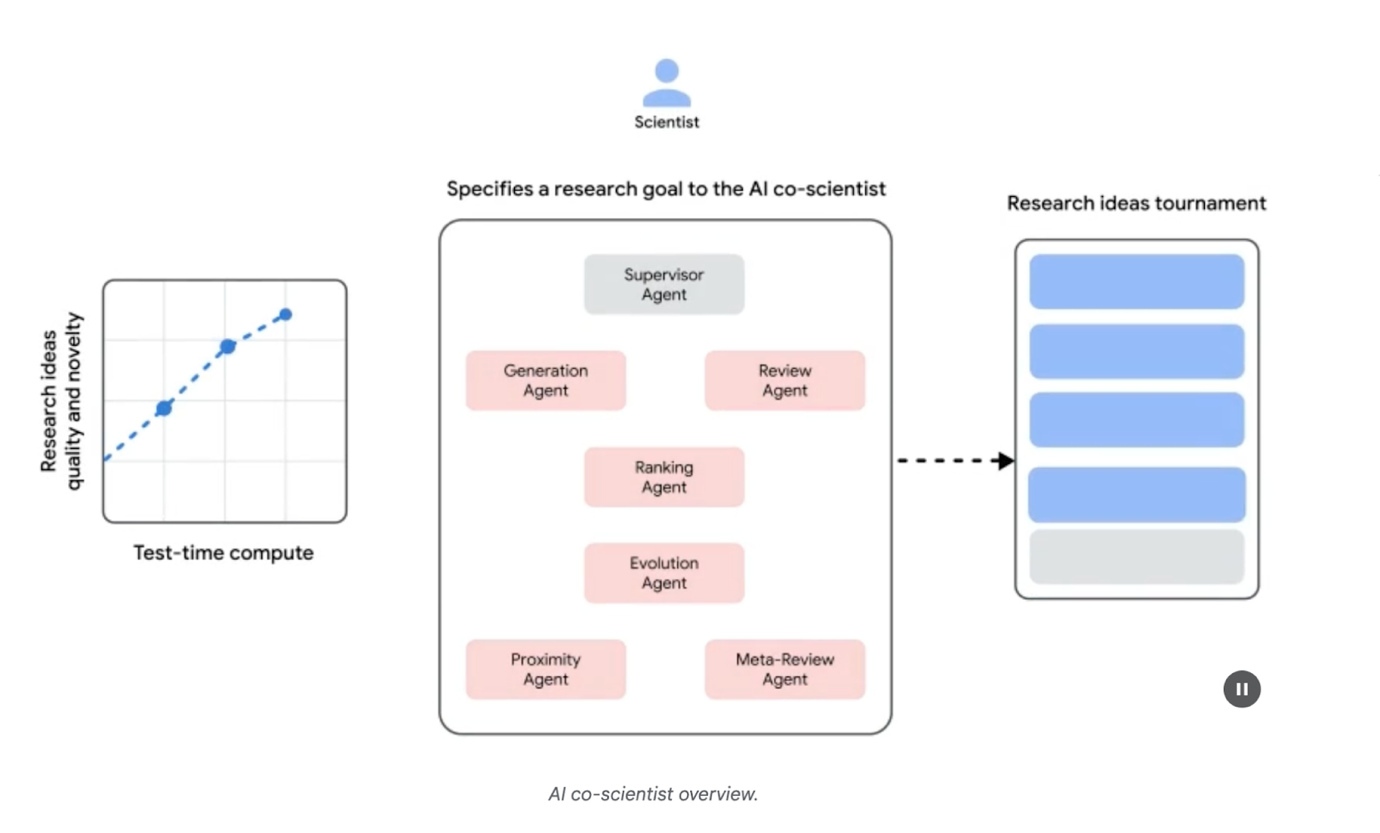 Scientist
Specifies a research goal to the AI co-scientist
Research ideas tournament
Supervisor
Agent
Generation
Agent
Review
Agent
Ranking
Agent
Evolution
Agent
Proximity
Agent
Meta-Review
Agent
Research ideas
quality and novelty
Test-time compute
AI co-scientist overview.